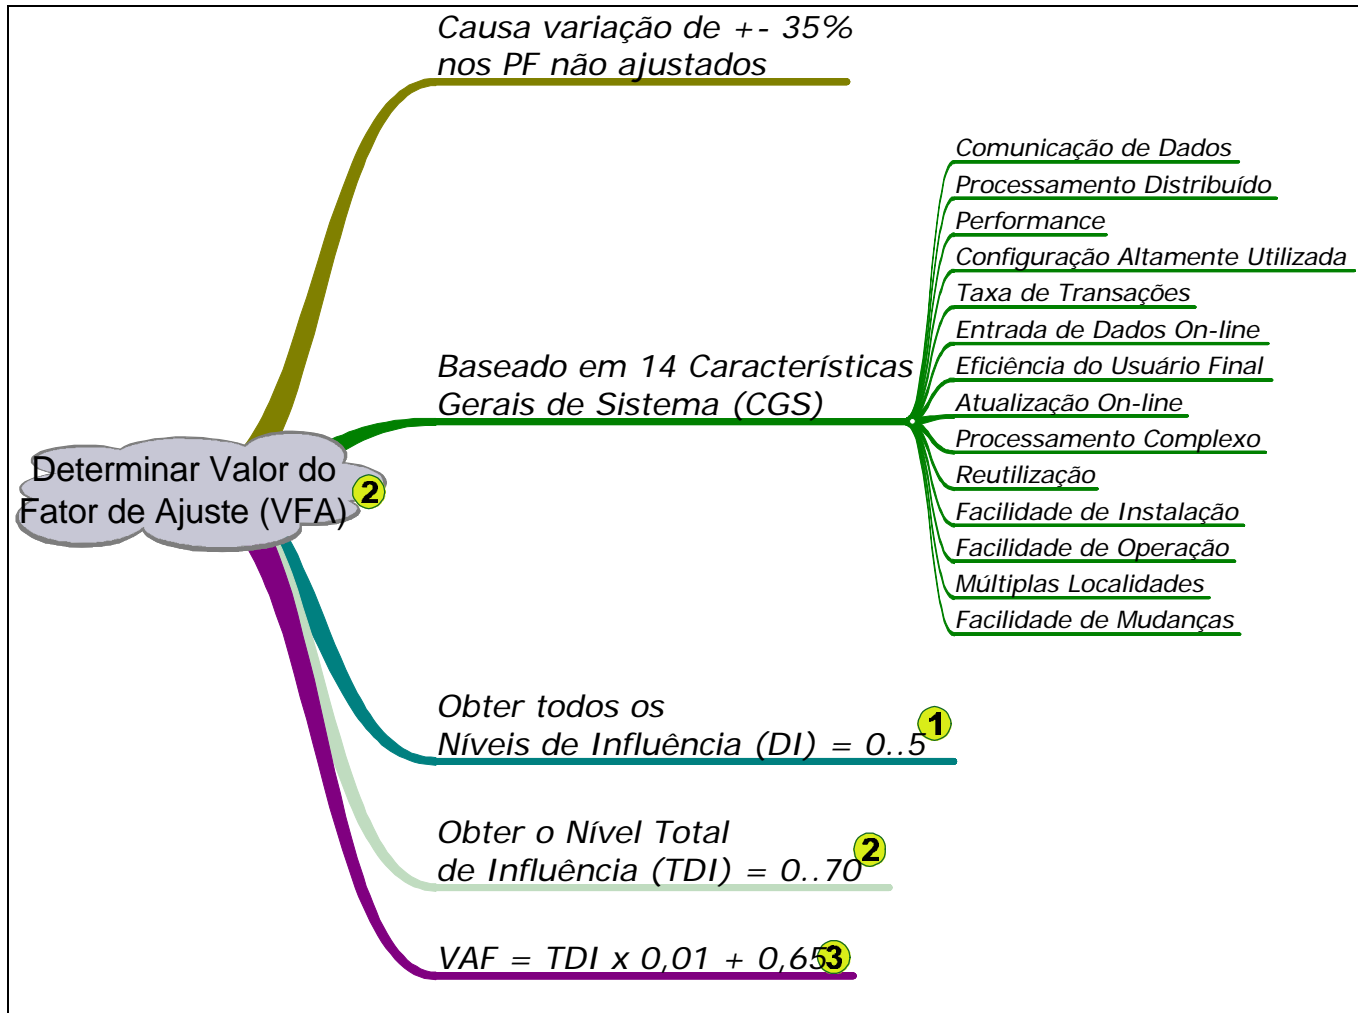 Causa variação de +- 35%
nos PF não ajustados
Comunicação de Dados
Processamento Distribuído
Performance
Configuração Altamente Utilizada
Taxa de Transações
Entrada de Dados On-line
Eficiência do Usuário Final
Atualização On-line
Processamento Complexo
Reutilização
Facilidade de Instalação
Facilidade de Operação
Múltiplas Localidades
Facilidade de Mudanças
Baseado em 14 Características
Gerais de Sistema (CGS)
Determinar Valor do
Fator de Ajuste (VFA) 2
Obter todos os
Níveis de Influência (DI) = 0..5 1
Obter o Nível Total
de Influência (TDI) = 0..70 2
VAF = TDI x 0,01 + 0,65 3